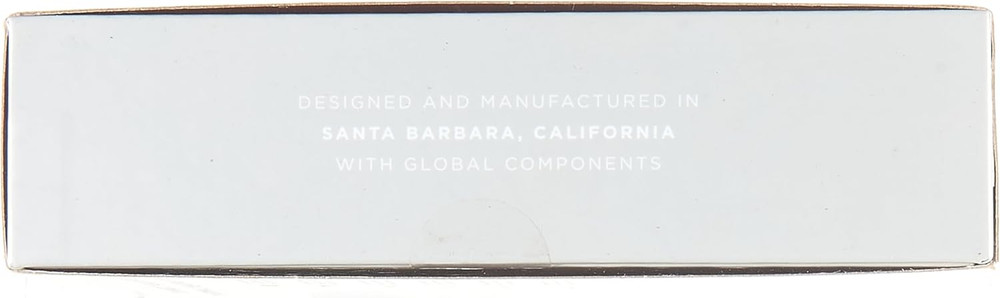 DESIGNED AND MANUFACTURED IN
SANTA BARBARA, CALIFORNIA
WITH GLOBAL COMPONENTS